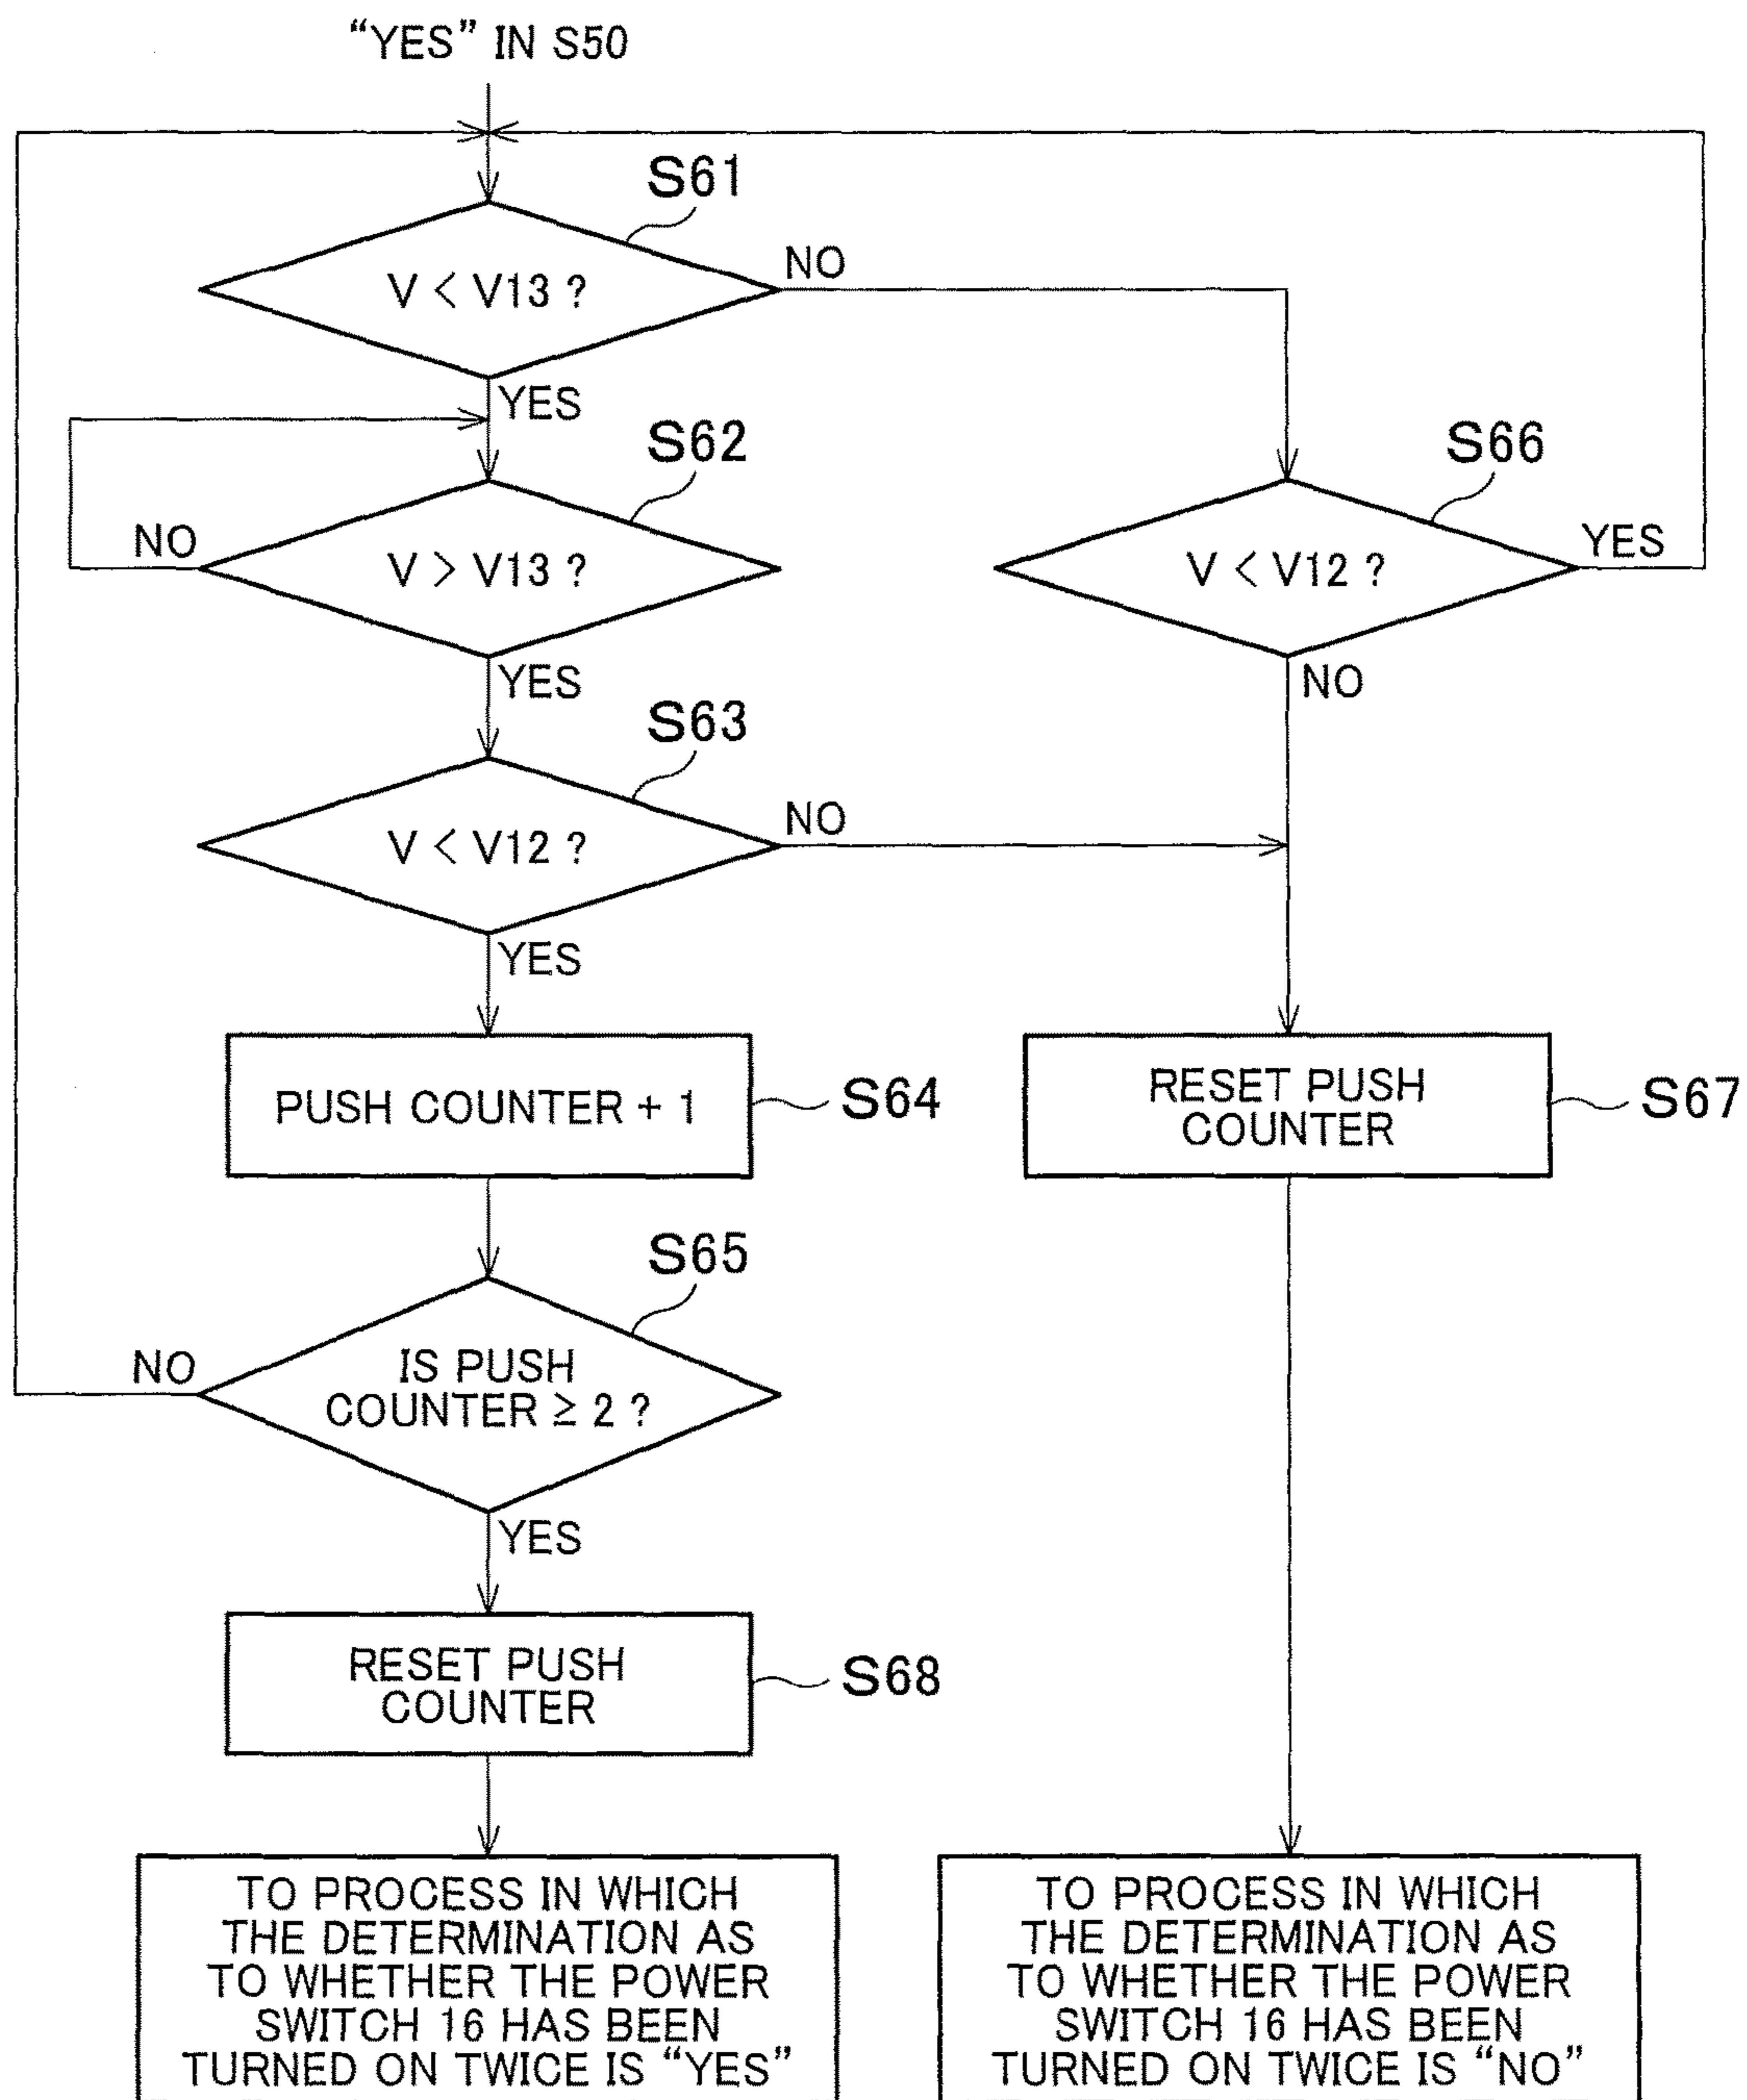 “YES” IN S50
S61
V < V13 ?
NO
YES
S62
S66
NO
V > V13 ?
V < V12 ?
YES
YES
NO
S63
V < V12 ?
NO
YES
PUSH COUNTER + 1
S64
RESET PUSH
COUNTER
S67
S65
NO
IS PUSH
COUNTER ≥ 2 ?
YES
RESET PUSH
COUNTER
S68
TO PROCESS IN WHICH
THE DETERMINATION AS
TO WHETHER THE POWER
SWITCH 16 HAS BEEN
TURNED ON TWICE IS “YES”
TO PROCESS IN WHICH
THE DETERMINATION AS
TO WHETHER THE POWER
SWITCH 16 HAS BEEN
TURNED ON TWICE IS “NO”